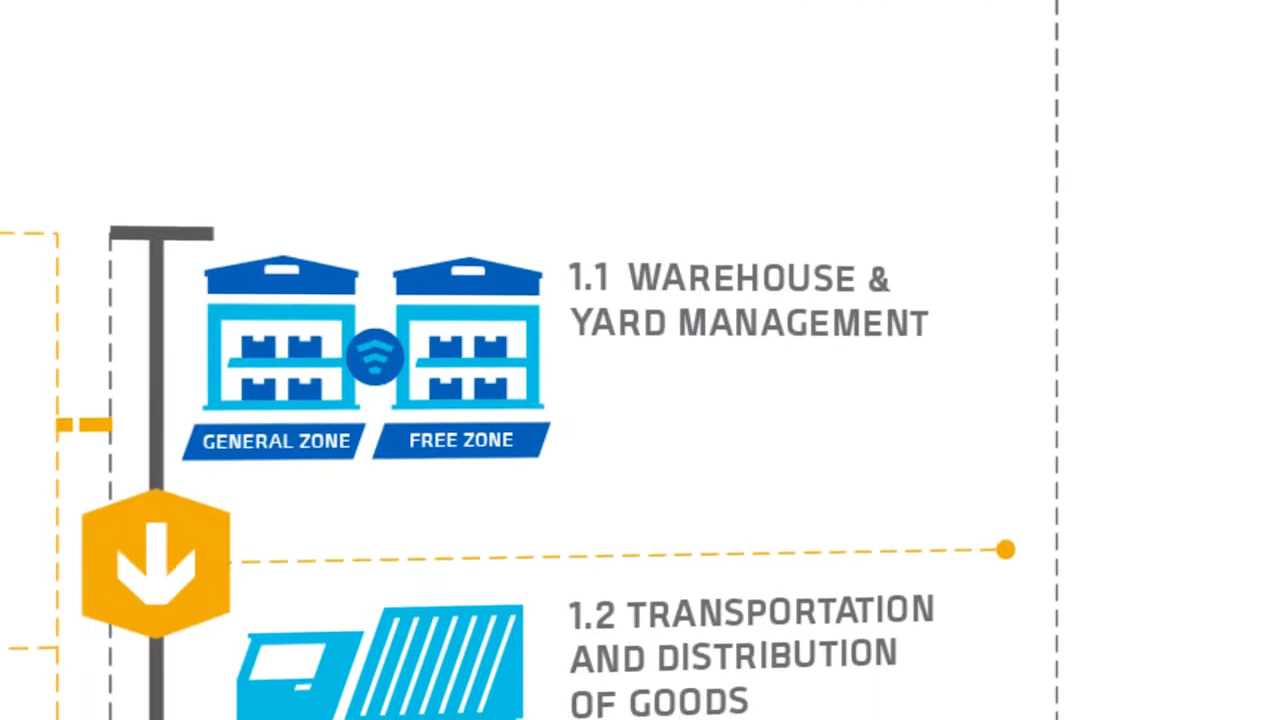 1.1 WAREHOUSE &
YARD MANAGEMENT
GENERAL ZONE
FREE ZONE
1.2 TRANSPORTATION
AND DISTRIBUTION
OF GOODS